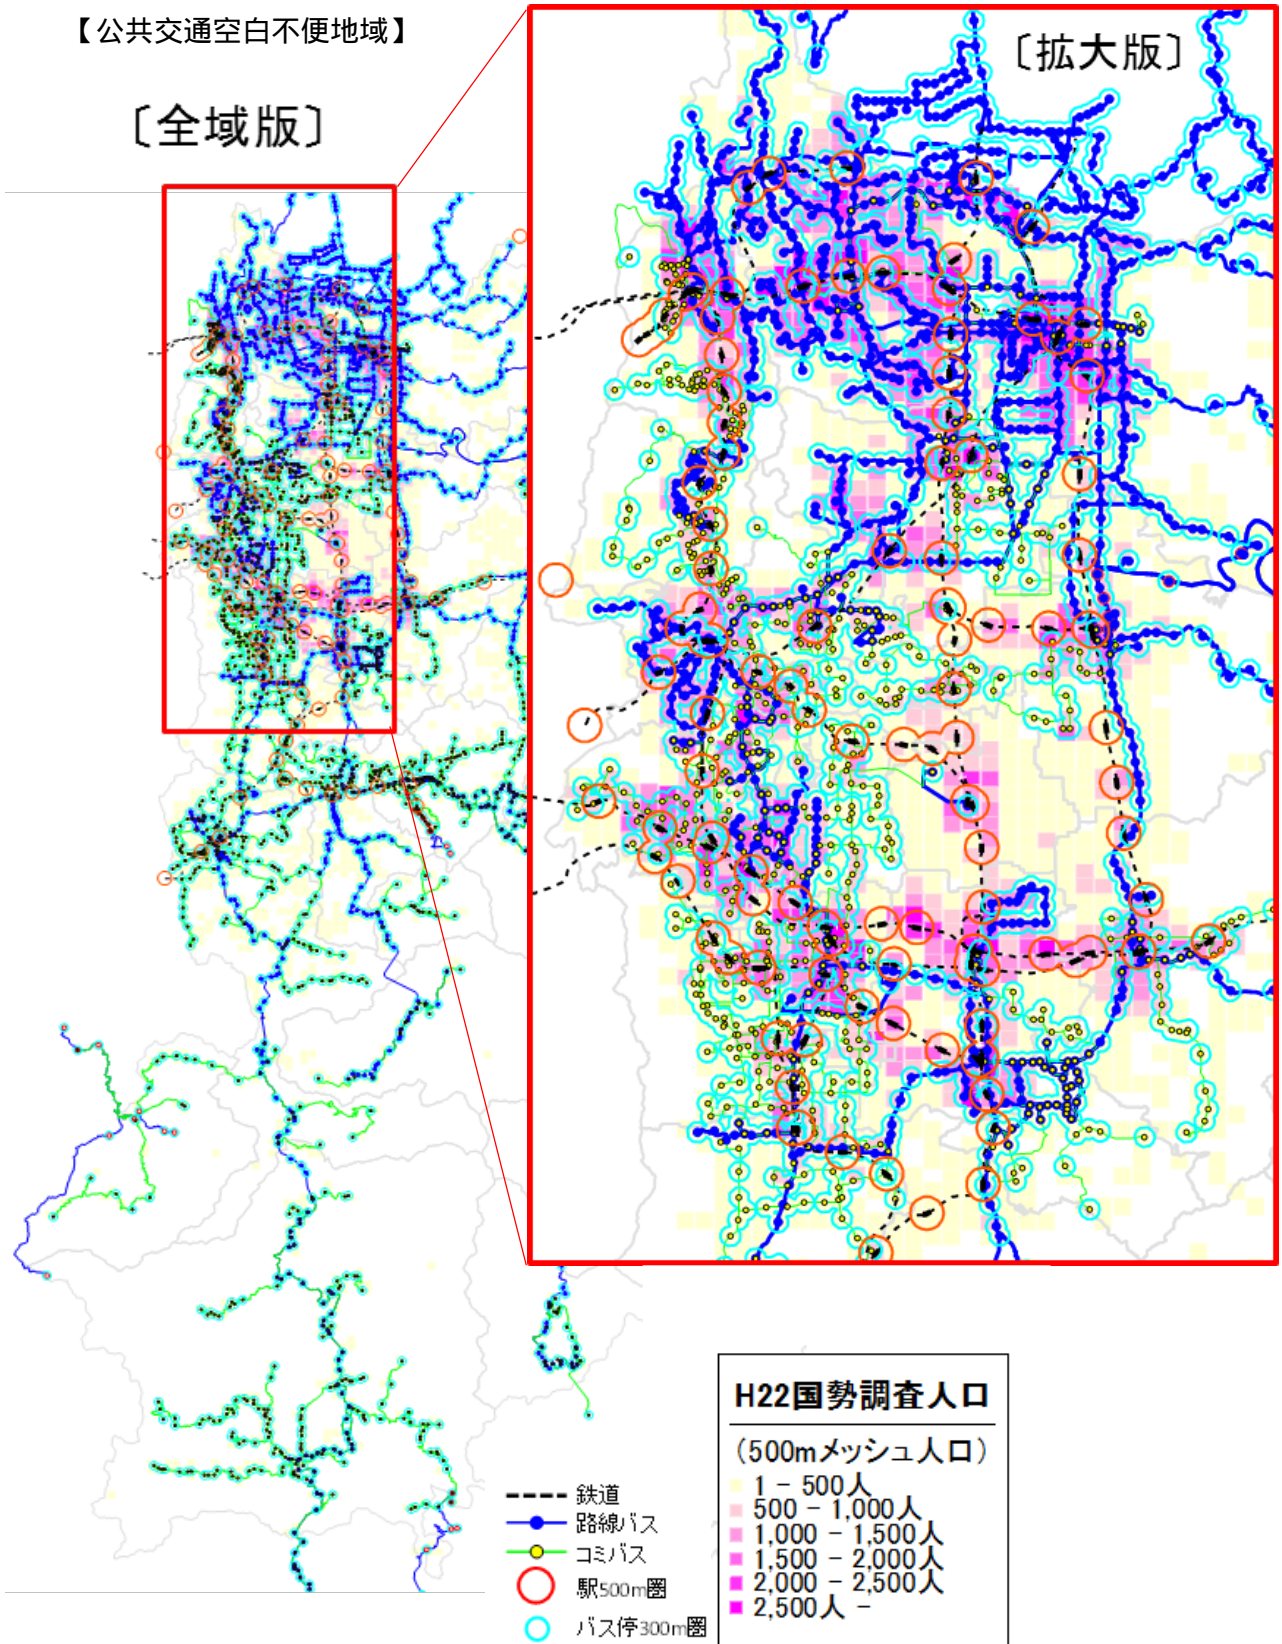 【公共交通空白不便地域】
〔全域版〕
〔拡大版〕
H22国勢調査人口
(500mメッシュ人口)
1 - 500人
500 - 1,000人
1,000 - 1,500人
1,500 - 2,000人
2,000 - 2,500人
2,500人 -
鉄道
路線バス
コミバス
駅500m圏
バス停300m圏